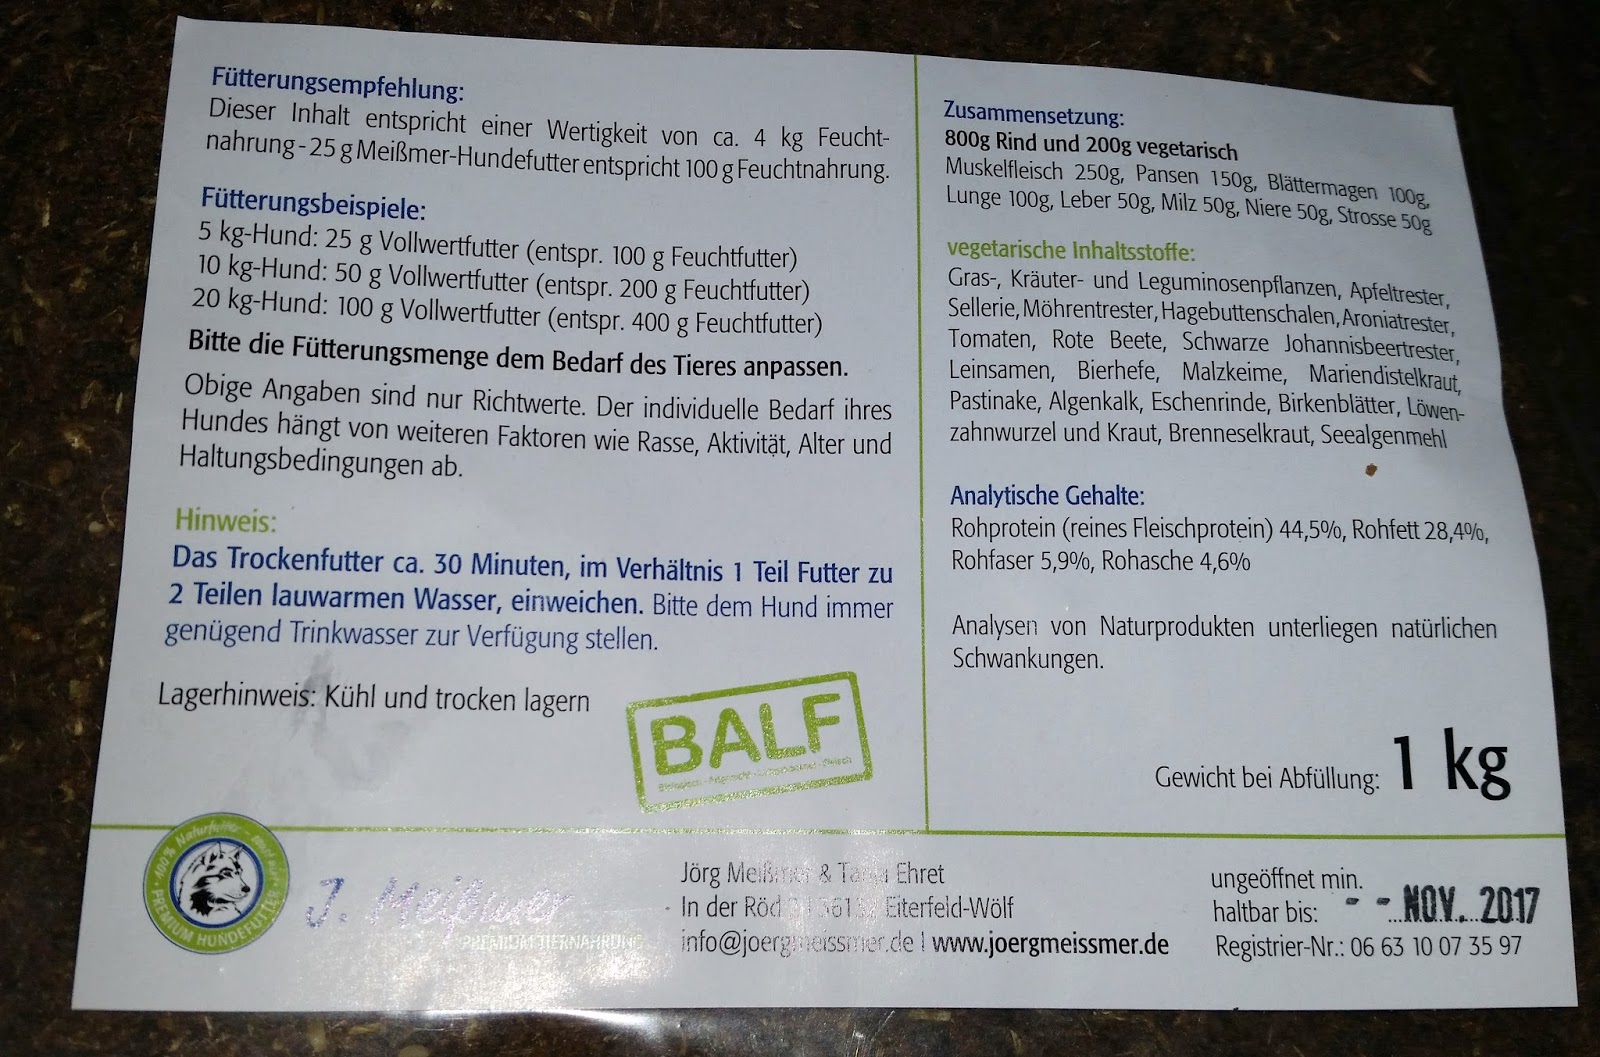 Fütterungsempfehlung:
Dieser Inhalt entspricht einer Wertigkeit von ca. 4 kg Feucht-
nahrung - 25 g Meißmer-Hundefutter entspricht 100 g Feuchtnahrung.
Fütterungsbeispiele:
5 kg-Hund: 25 g Vollwertfutter (entspr. 100 g Feuchtfutter)
10 kg-Hund: 50 g Vollwertfutter (entspr. 200 g Feuchtfutter)
20 kg-Hund: 100 g Vollwertfutter (entspr. 400 g Feuchtfutter)
Bitte die Fütterungsmenge dem Bedarf des Tieres anpassen.
Obige Angaben sind nur Richtwerte. Der individuelle Bedarf ihres
Hundes hängt von weiteren Faktoren wie Rasse, Aktivität, Alter und
Haltungsbedingungen ab.
Hinweis:
Das Trockenfutter ca. 30 Minuten, im Verhältnis 1 Teil Futter zu
2 Teilen lauwarmen Wasser, einweichen. Bitte dem Hund immer
genügend Trinkwasser zur Verfügung stellen.
Lagerhinweis: Kühl und trocken lagern
BALF
Zusammensetzung:
800g Rind und 200g vegetarisch
Muskelfleisch 250g, Pansen 150g, Blättermagen 100g,
Lunge 100g, Leber 50g, Milz 50g, Niere 50g, Strosse 50g
vegetarische Inhaltsstoffe:
Gras-, Kräuter- und Leguminosenpflanzen, Apfeltrester,
Sellerie, Möhrentrester, Hagebuttenschalen, Aroniatrester,
Tomaten, Rote Beete, Schwarze Johannisbeertrester,
Leinsamen, Bierhefe, Malzkeime, Mariendistelkraut,
Pastinake, Algenkalk, Eschenrinde, Birkenblätter, Löwen-
zahnwurzel und Kraut, Brenneselkraut, Seealgenmehl
Analytische Gehalte:
Rohprotein (reines Fleischprotein) 44,5%, Rohfett 28,4%,
Rohfaser 5,9%, Rohasche 4,6%
Analysen von Naturprodukten unterliegen natürlichen
Schwankungen.
Gewicht bei Abfüllung: 1 kg
100% Naturfutter
PREMIUM HUNDEFUTTER
J. Meißmer
PREMIUM TIERNAHRUNG
Jörg Meißmer & Ehret
In der Röd Eiterfeld-Wölf
info@joergmeissmer.de | www.joergmeissmer.de
ungeöffnet min.
haltbar bis: - - NOV. 2017
Registrier-Nr.: 06 63 10 07 35 97